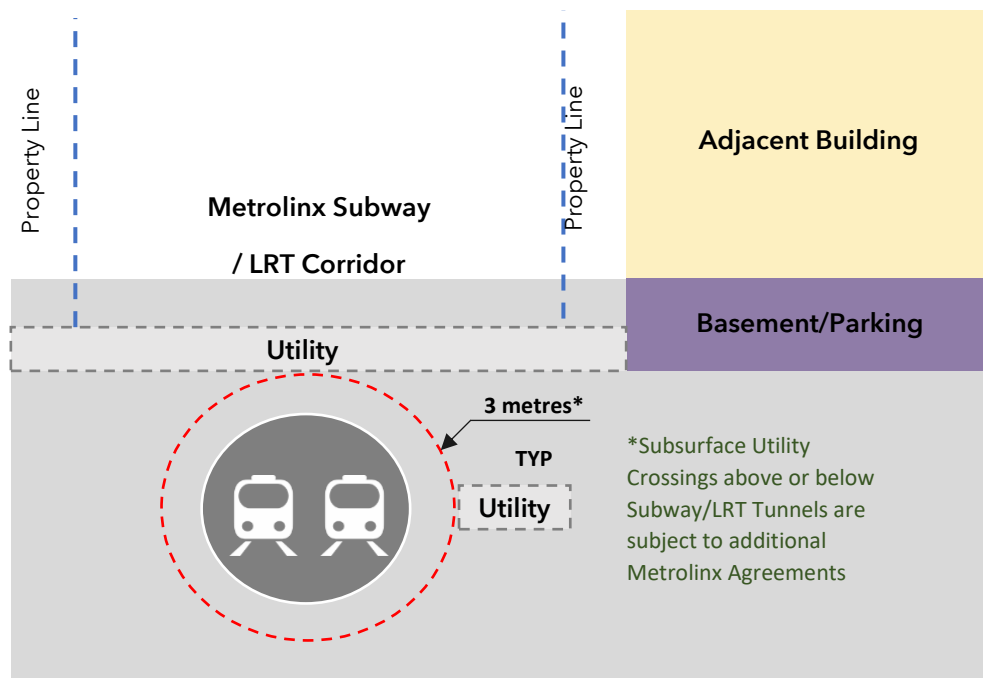 Property Line
Property Line
Adjacent Building
Metrolinx Subway
/ LRT Corridor
Basement/Parking
Utility
3 metres*
TYP
Utility
*Subsurface Utility
Crossings above or below
Subway/LRT Tunnels are
subject to additional
Metrolinx Agreements